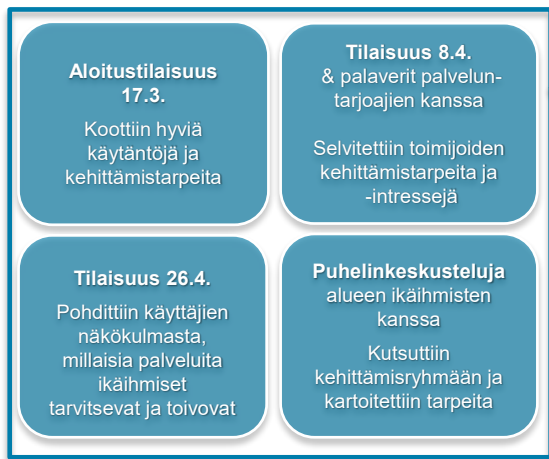 Aloitustilaisuus
17.3.
Koottiin hyviä
käytäntöjä ja
kehittämistarpeita
Tilaisuus 8.4.
& palaverit palvelun-
tarjoajien kanssa
Selvitettiin toimijoiden
kehittämistarpeita ja
-intressejä
Tilaisuus 26.4.
Pohdittiin käyttäjien
näkökulmasta,
millaisia palveluita
ikäihmiset
tarvitsevat ja toivovat
Puhelinkeskusteluja
alueen ikäihmisten
kanssa
Kutsuttiin
kehittämisryhmään ja
kartoitettiin tarpeita